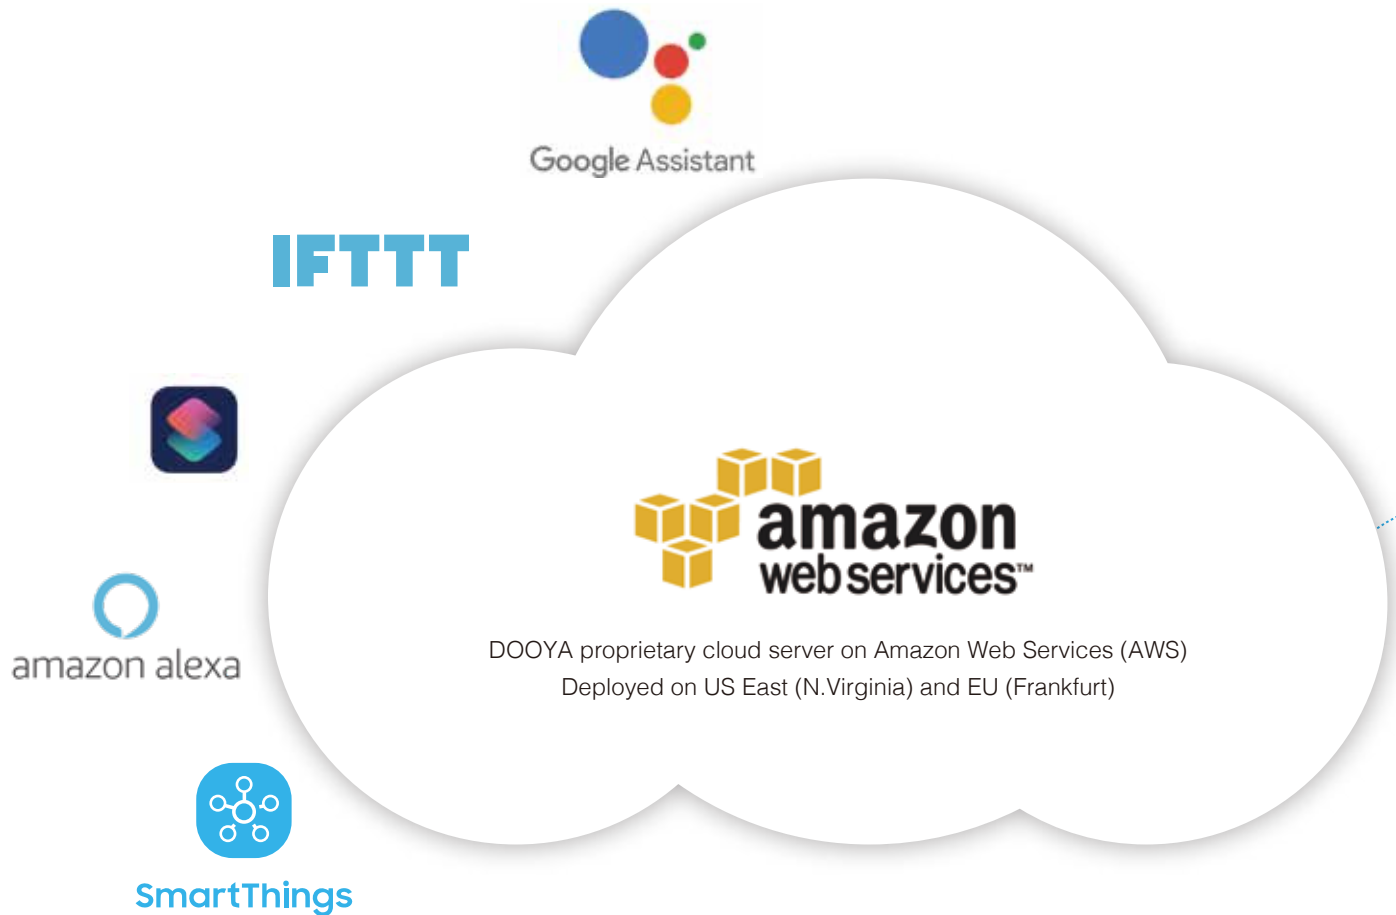 Google Assistant
IFTTT
amazon
web services™
amazon alexa
DOOYA proprietary cloud server on Amazon Web Services (AWS)
Deployed on US East (N.Virginia) and EU (Frankfurt)
SmartThings